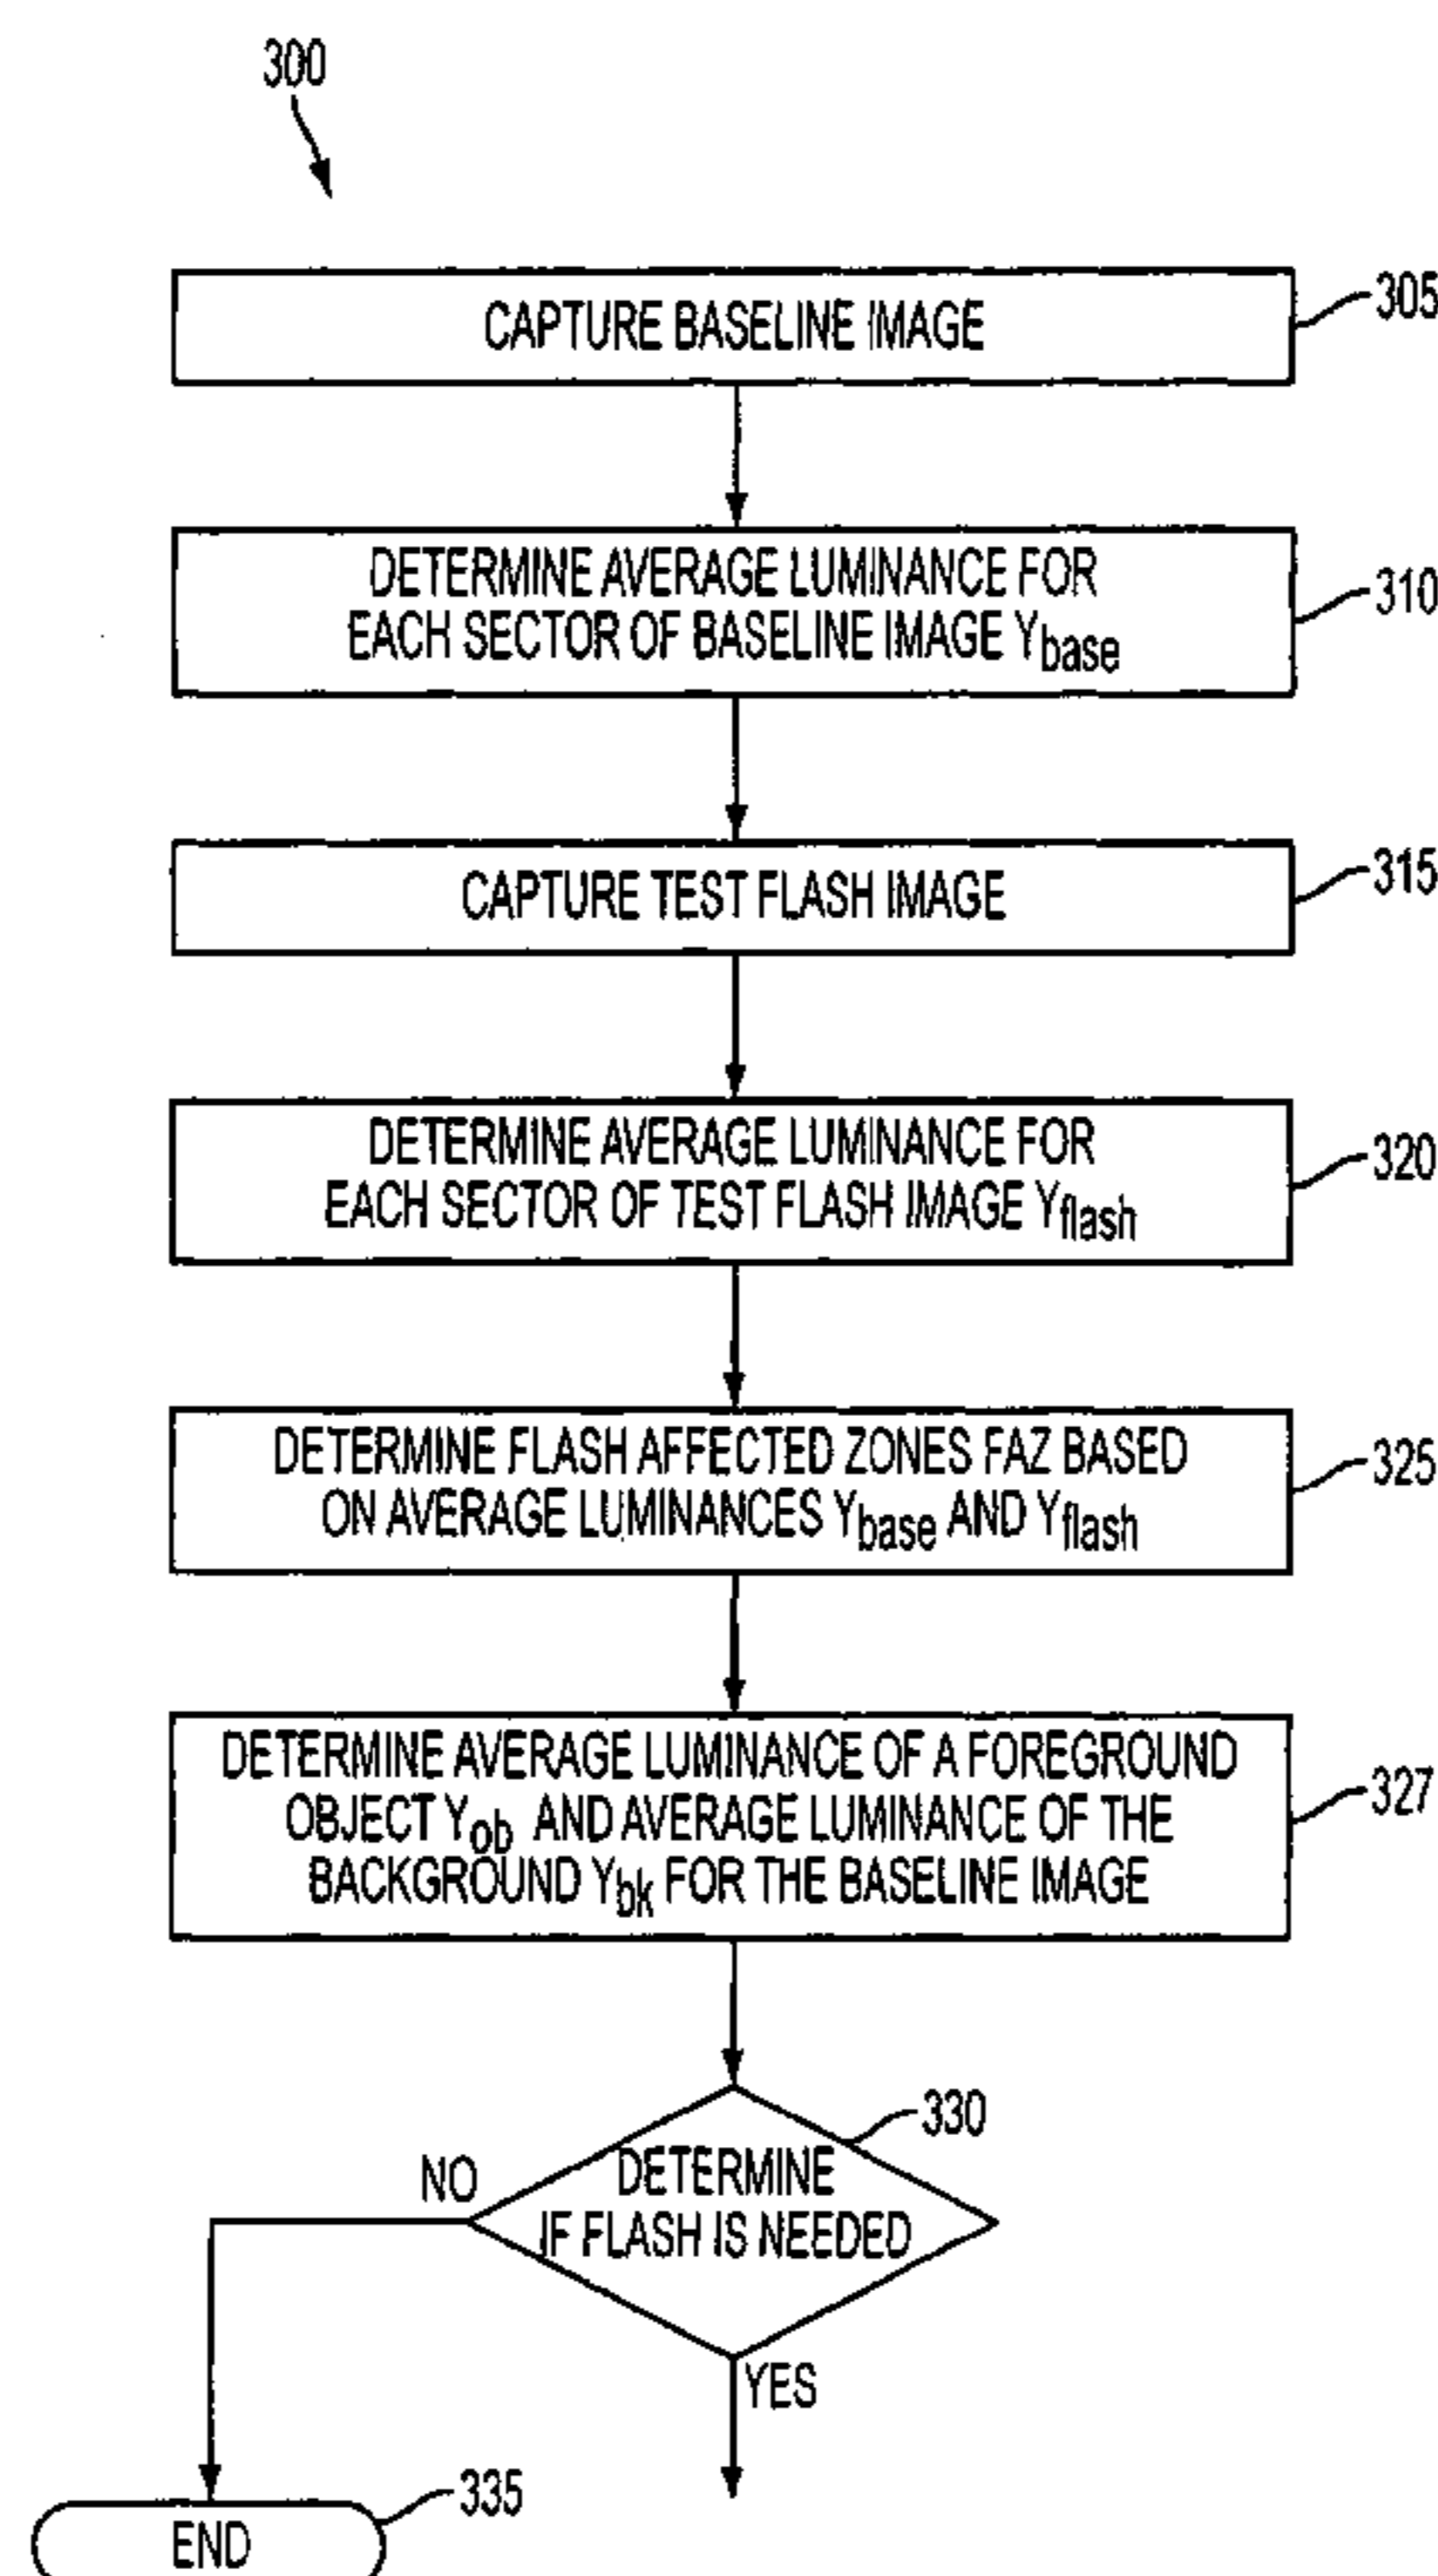 300
CAPTURE BASELINE IMAGE
305
DETERMINE AVERAGE LUMINANCE FOR
EACH SECTOR OF BASELINE IMAGE Ybase
310
CAPTURE TEST FLASH IMAGE
315
DETERMINE AVERAGE LUMINANCE FOR
EACH SECTOR OF TEST FLASH IMAGE Yflash
320
DETERMINE FLASH AFFECTED ZONES FAZ BASED
ON AVERAGE LUMINANCES Ybase AND Yflash
325
DETERMINE AVERAGE LUMINANCE OF A FOREGROUND
OBJECT Yob AND AVERAGE LUMINANCE OF THE
BACKGROUND Ybk FOR THE BASELINE IMAGE
327
330
NO
DETERMINE
IF FLASH IS NEEDED
YES
335
END